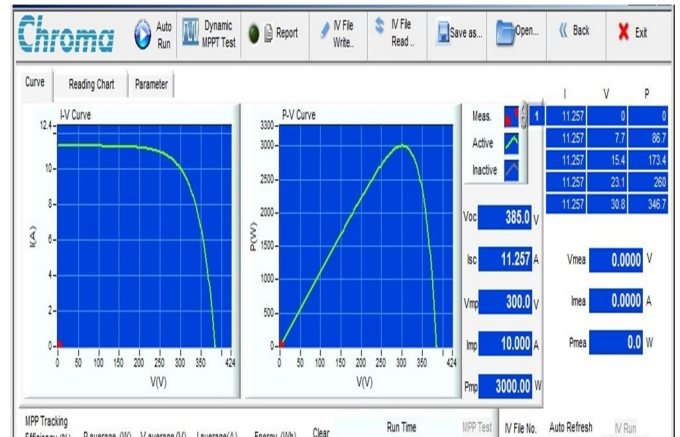 Chroma
Auto Run
Dynamic MPPT Test
Report
IV File Write..
IV File Read ..
Save as...
Open...
Back
Exit
Curve Reading Chart Parameter
I-V Curve
12.4
10
8
6
4
2
0
I(A)
0 50 100 150 200 250 300 350 424
V(V)
P-V Curve
3300
3000
2500
2000
1500
1000
500
0
P(W)
0 50 100 150 200 250 300 350 424
V(V)
Meas.
Active
Inactive
1
I V P
11.257 0 0
11.257 7.7 86.7
11.257 15.4 173.4
11.257 23.1 260
11.257 30.8 346.7
Voc 385.0 V
Isc 11.257 A
Vmp 300.0 V
Imp 10.000 A
Pmp 3000.00 W
Vmea 0.0000 V
Imea 0.0000 A
Pmea 0.0 W
MPP Tracking
Efficiency (%) P average (W) V average (V) I average(A) Energy (Wh) Clear
Run Time
MPP Test
IV File No. Auto Refresh IV Run